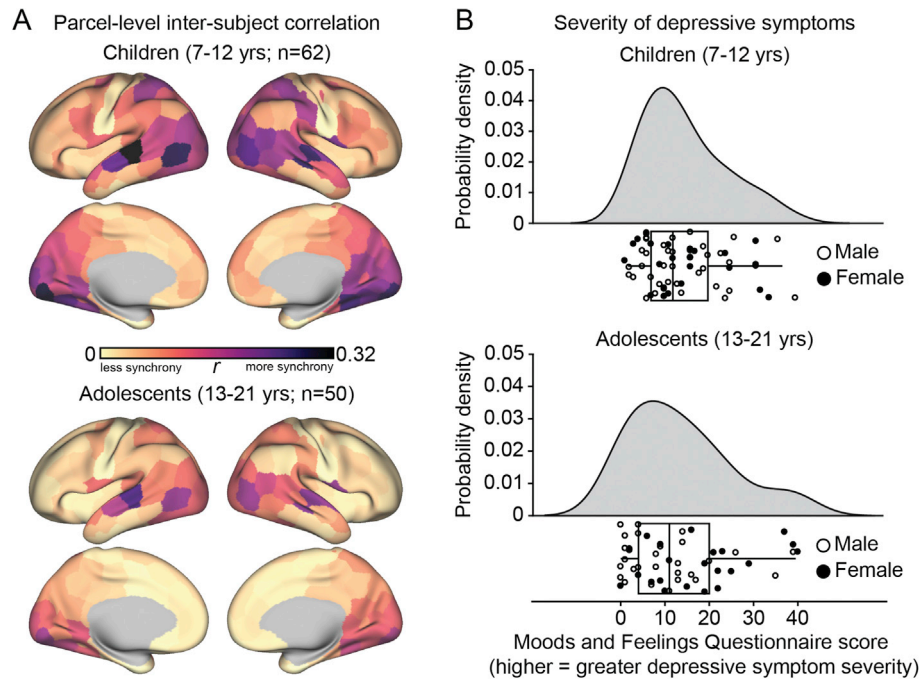 A
Parcel-level inter-subject correlation
Children (7-12 yrs; n=62)
0
less synchrony
r
more synchrony
0.32
Adolescents (13-21 yrs; n=50)
B
Severity of depressive symptoms
Children (7-12 yrs)
Probability density
0.05
0.04
0.03
0.02
0.01
0
Male
Female
Adolescents (13-21 yrs)
Probability density
0.05
0.04
0.03
0.02
0.01
0
Male
Female
0 10 20 30 40
Moods and Feelings Questionnaire score
(higher = greater depressive symptom severity)